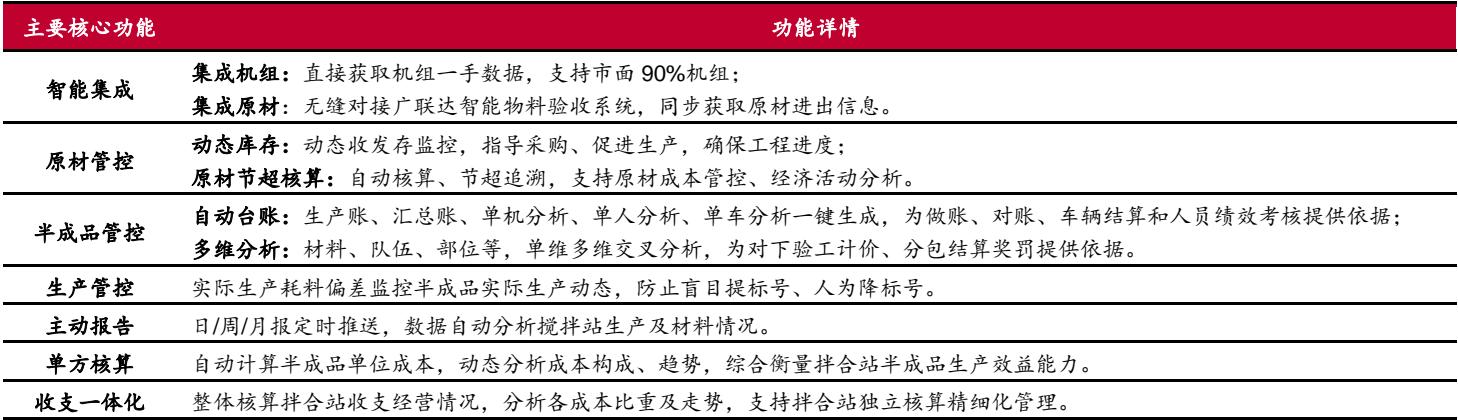 主要核心功能 功能详情
智能集成
集成机组：直接获取机组一手数据，支持市面 90%机组；
集成原材：无缝对接广联达智能物料验收系统，同步获取原材进出信息。
原材管控
动态库存：动态收发存监控，指导采购、促进生产，确保工程进度；
原材节超核算：自动核算、节超追溯，支持原材成本管控、经济活动分析。
半成品管控
自动台账：生产账、汇总账、单机分析、单人分析、单车分析一键生成，为做账、对账、车辆结算和人员绩效考核提供依据；
多维分析：材料、队伍、部位等，单维多维交叉分析，为对下验工计价、分包结算奖罚提供依据。
生产管控 实际生产耗料偏差监控半成品实际生产动态，防止盲目提标号、人为降标号。
主动报告 日/周/月报定时推送，数据自动分析搅拌站生产及材料情况。
单方核算 自动计算半成品单位成本，动态分析成本构成、趋势，综合衡量拌合站半成品生产效益能力。
收支一体化 整体核算拌合站收支经营情况，分析各成本比重及走势，支持拌合站独立核算精细化管理。